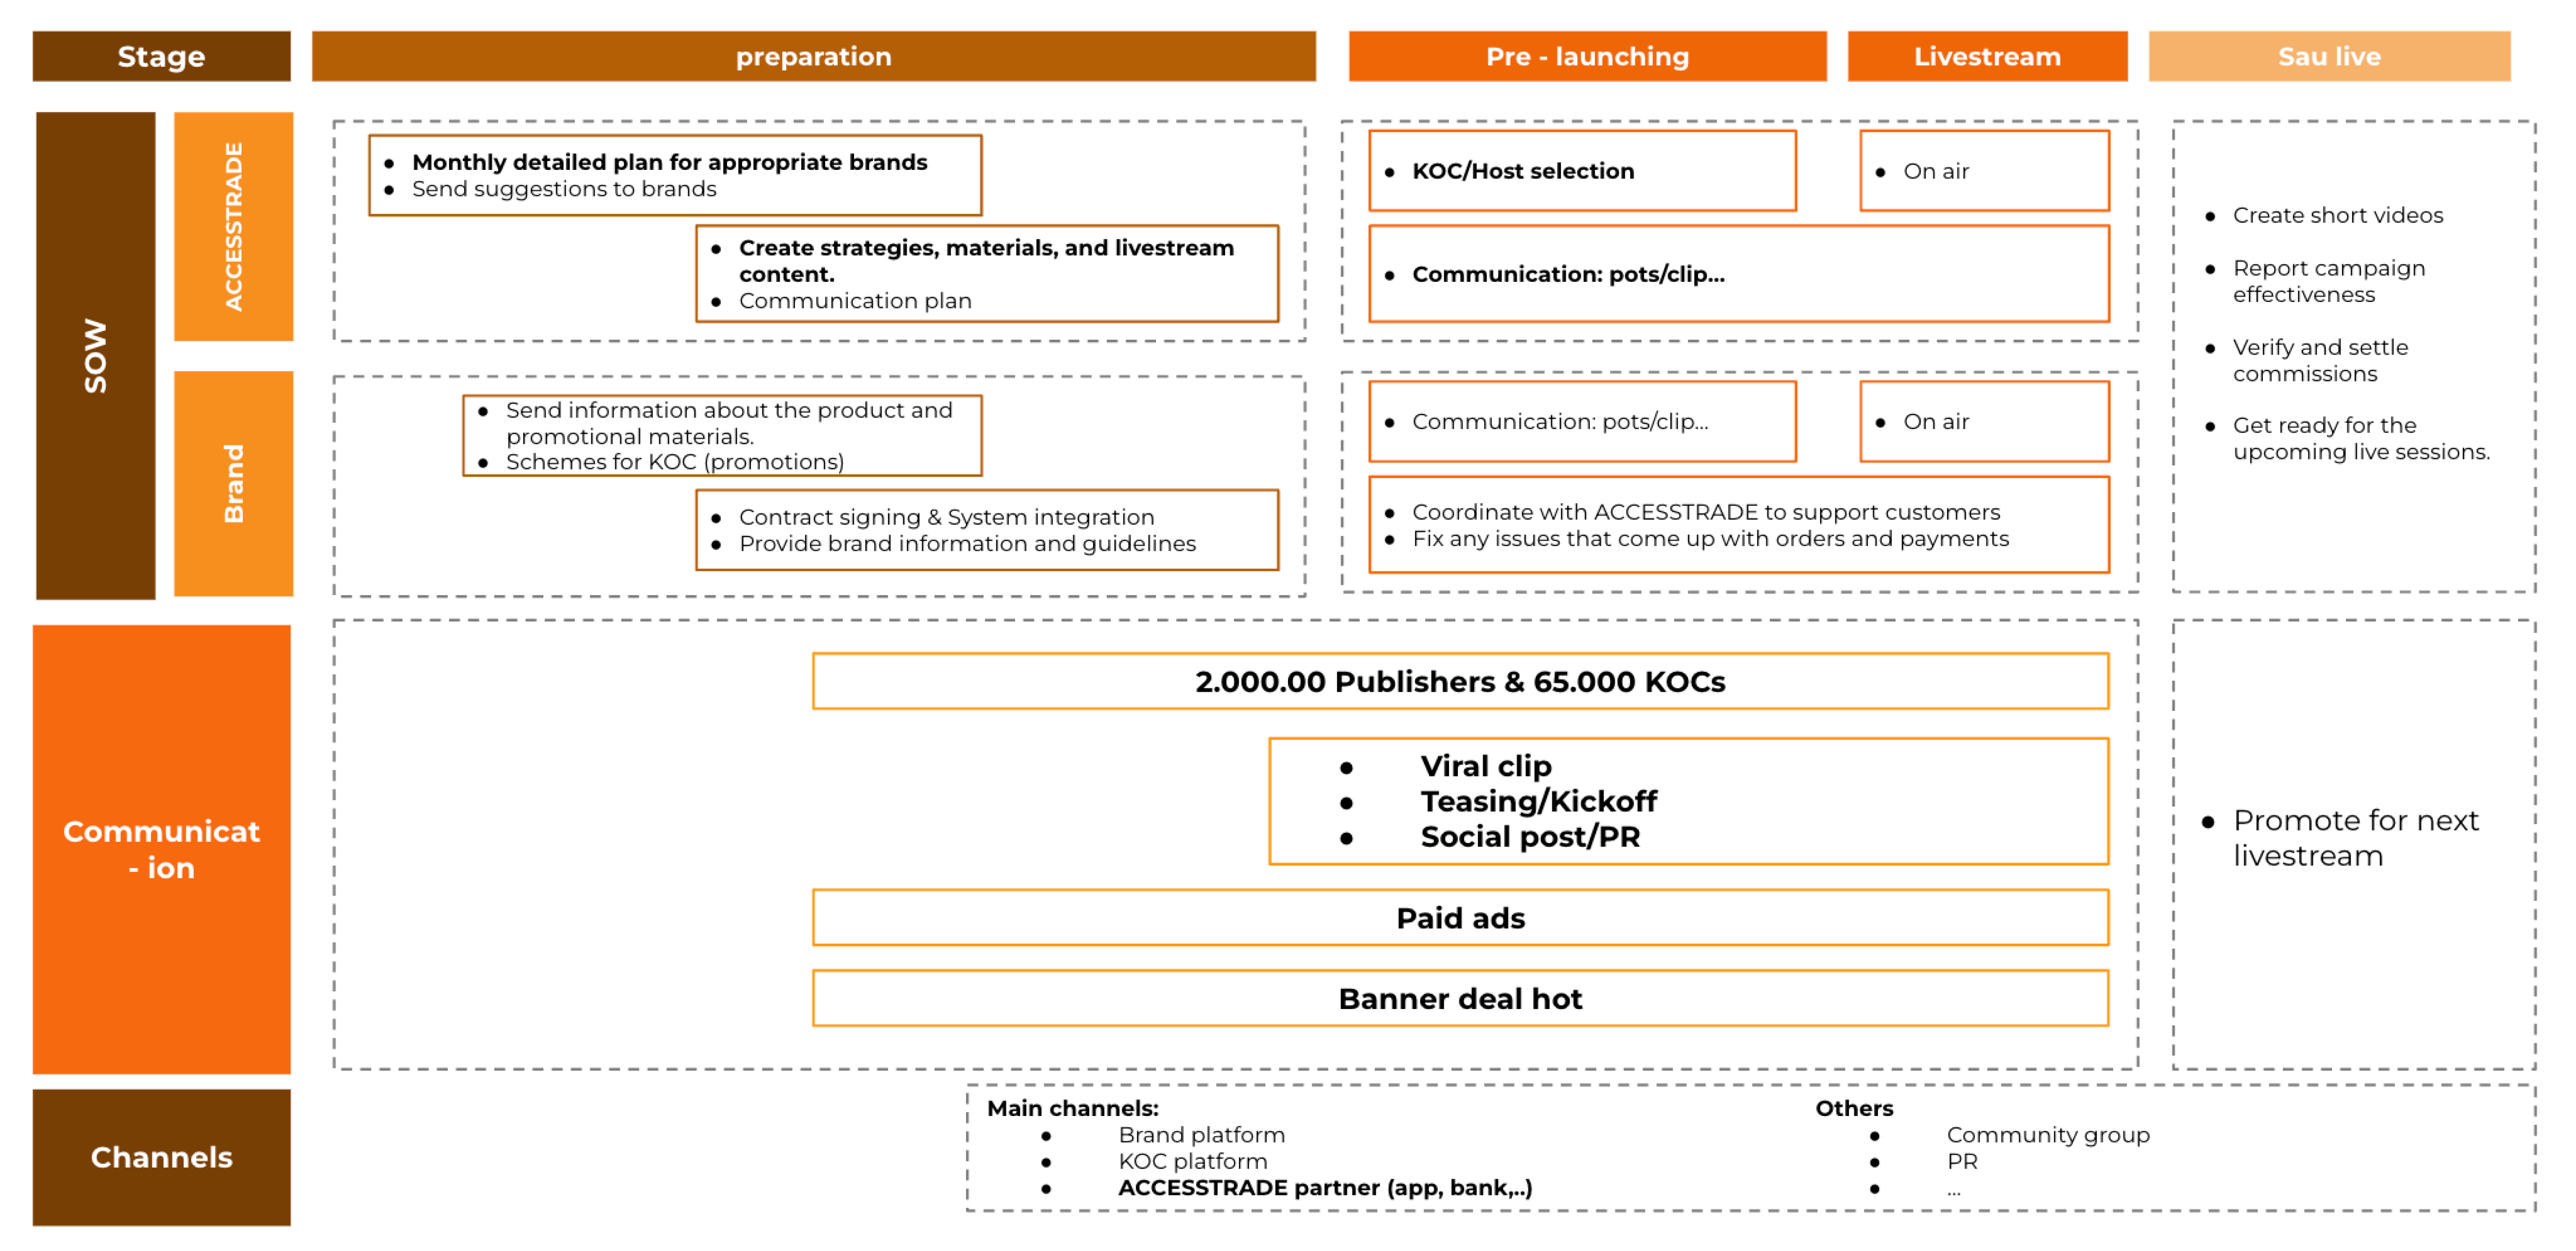 Stage
preparation
Pre - launching
Livestream
Sau live
SOW
ACCESSTRADE
● Monthly detailed plan for appropriate brands
● Send suggestions to brands
● Create strategies, materials, and livestream
content.
● Communication plan
● KOC/Host selection
● On air
● Communication: pots/clip...
● Create short videos
● Report campaign
effectiveness
● Verify and settle
commissions
● Get ready for the
upcoming live sessions.
Brand
● Send information about the product and
promotional materials.
● Schemes for KOC (promotions)
● Contract signing & System integration
● Provide brand information and guidelines
● Communication: pots/clip...
● On air
● Coordinate with ACCESSTRADE to support customers
● Fix any issues that come up with orders and payments
Communicat
- ion
2.000.00 Publishers & 65.000 KOCs
● Viral clip
● Teasing/Kickoff
● Social post/PR
Paid ads
Banner deal hot
● Promote for next
livestream
Channels
Main channels:
● Brand platform
● KOC platform
● ACCESSTRADE partner (app, bank,..)
Others
● Community group
● PR
● ...